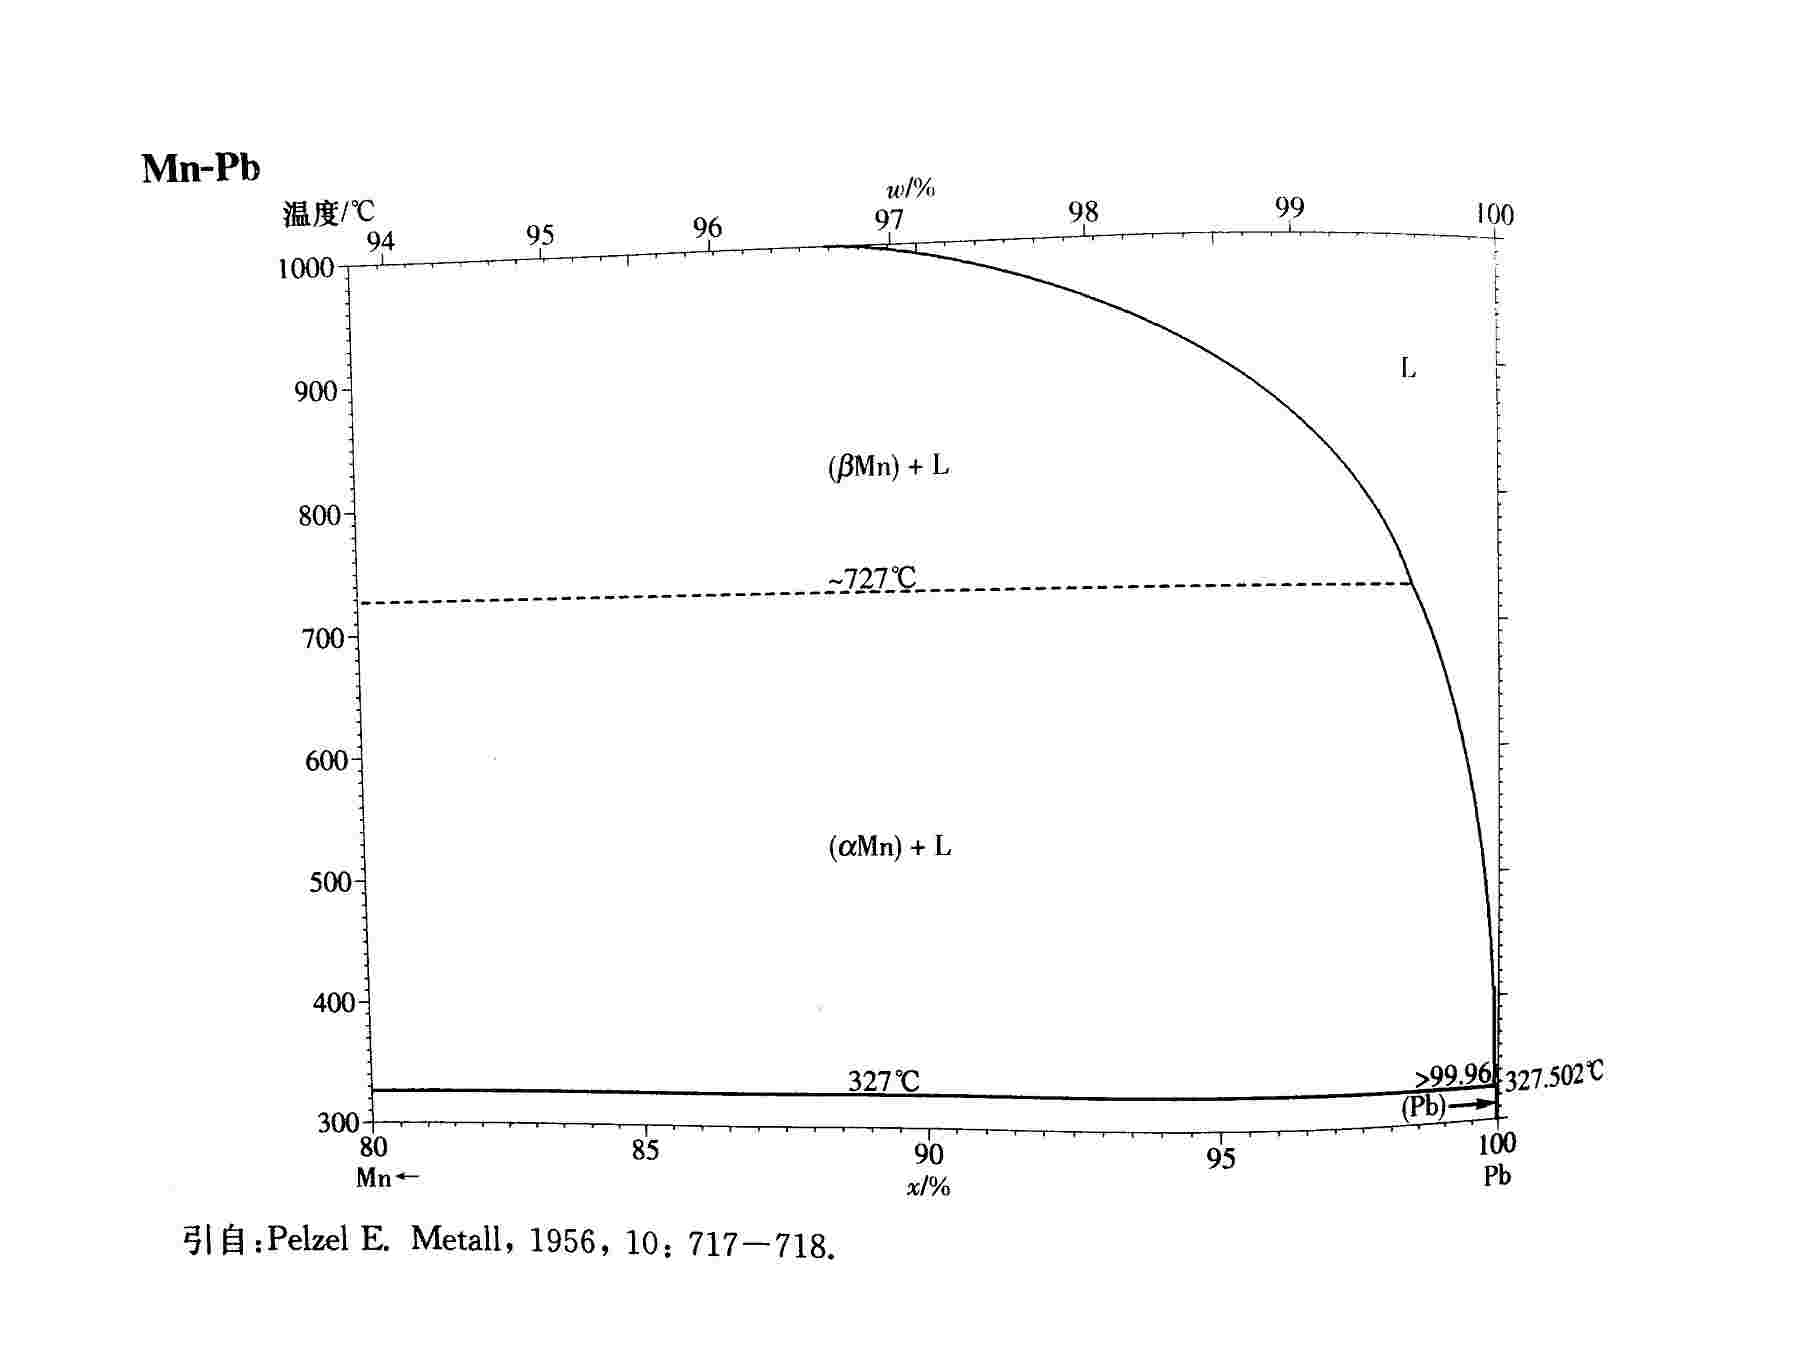 Mn-Pb
w/%
温度/℃
94 95 96 97 98 99 100
1000
900
800
700
600
500
400
300
L
(βMn) + L
~727℃
(αMn) + L
327℃
>99.96
327.502℃
(Pb)
80 85 90 95 100
Mn← x/% Pb
引自:Pelzel E. Metall, 1956, 10: 717—718.